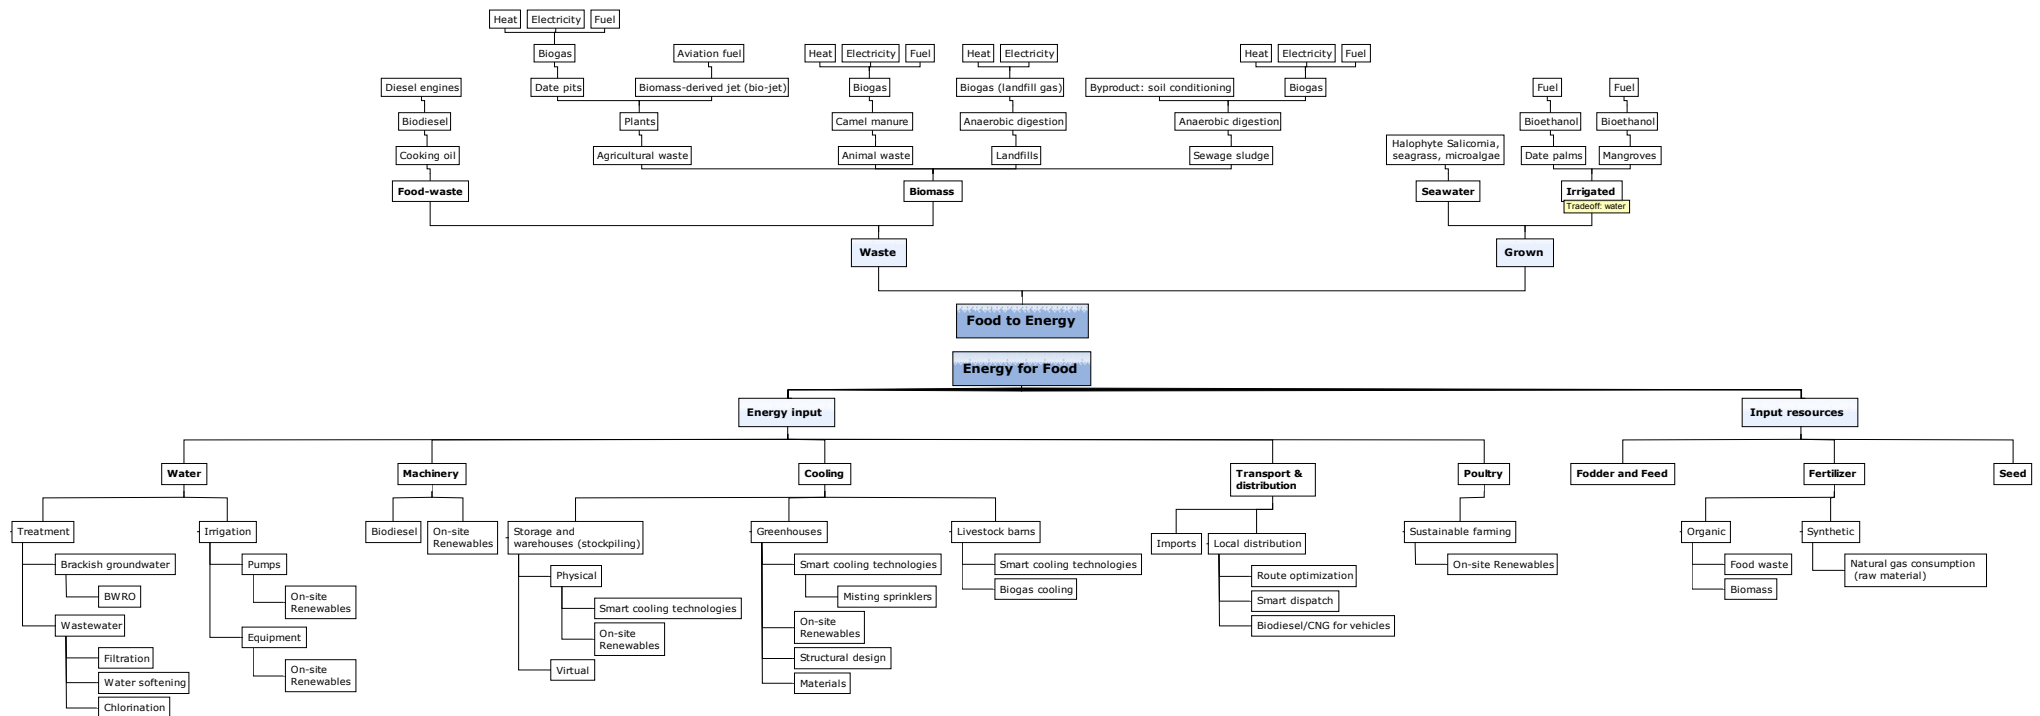 Heat
Electricity
Fuel
Biogas
Aviation fuel
Heat
Electricity
Fuel
Heat
Electricity
Heat
Electricity
Fuel
Diesel engines
Date pits
Biomass-derived jet (bio-jet)
Biogas
Biogas (landfill gas)
Byproduct: soil conditioning
Biogas
Fuel
Fuel
Biodiesel
Plants
Camel manure
Anaerobic digestion
Anaerobic digestion
Bioethanol
Bioethanol
Cooking oil
Agricultural waste
Animal waste
Landfills
Sewage sludge
Halophyte Salicornia,
seagrass, microalgae
Date palms
Mangroves
Food-waste
Biomass
Seawater
Irrigated
Tradeoff: water
Waste
Grown
Food to Energy
Energy for Food
Energy input
Input resources
Water
Machinery
Cooling
Transport &
distribution
Poultry
Fodder and Feed
Fertilizer
Seed
Treatment
Irrigation
Biodiesel
On-site
Renewables
Storage and
warehouses (stockpiling)
Greenhouses
Livestock barns
Imports
Local distribution
Sustainable farming
Organic
Synthetic
Brackish groundwater
Pumps
Physical
Smart cooling technologies
Smart cooling technologies
Route optimization
On-site Renewables
Food waste
Natural gas consumption
(raw material)
BWRO
On-site
Renewables
Smart cooling technologies
Misting sprinklers
Biogas cooling
Smart dispatch
Biomass
Wastewater
Equipment
On-site
Renewables
On-site
Renewables
Biodiesel/CNG for vehicles
Filtration
On-site
Renewables
Virtual
Structural design
Water softening
Materials
Chlorination